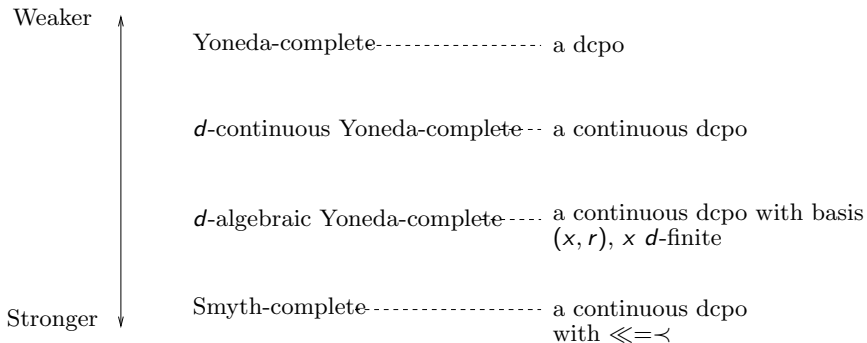 Weaker
Yoneda-complete a dcpo
d-continuous Yoneda-complete a continuous dcpo
d-algebraic Yoneda-complete a continuous dcpo with basis
(x, r), x d-finite
Smyth-complete a continuous dcpo
Stronger
with ≪=≺